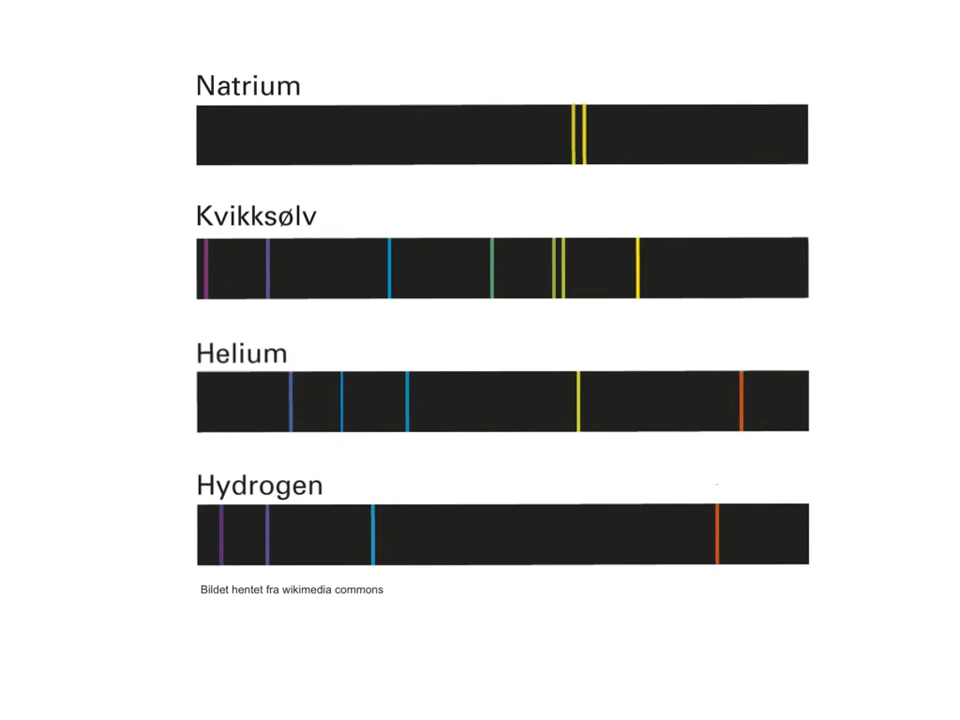 Natrium
Kvikksølv
Helium
Hydrogen
Bildet hentet fra wikimedia commons